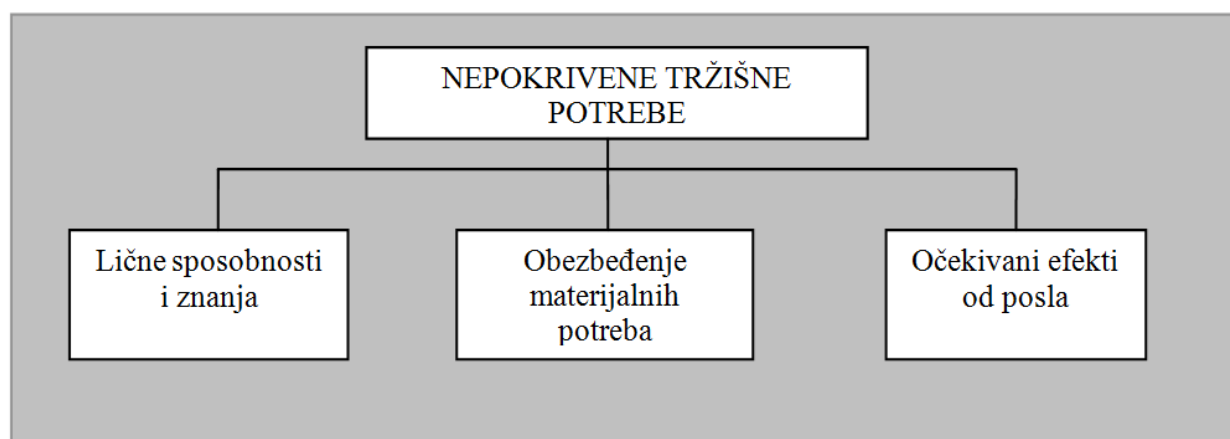 NEPOKRIVENE TRŽIŠNE
POTREBE
Lične sposobnosti
i znanja
Obezbeđenje
materijalnih
potreba
Očekivani efekti
od posla